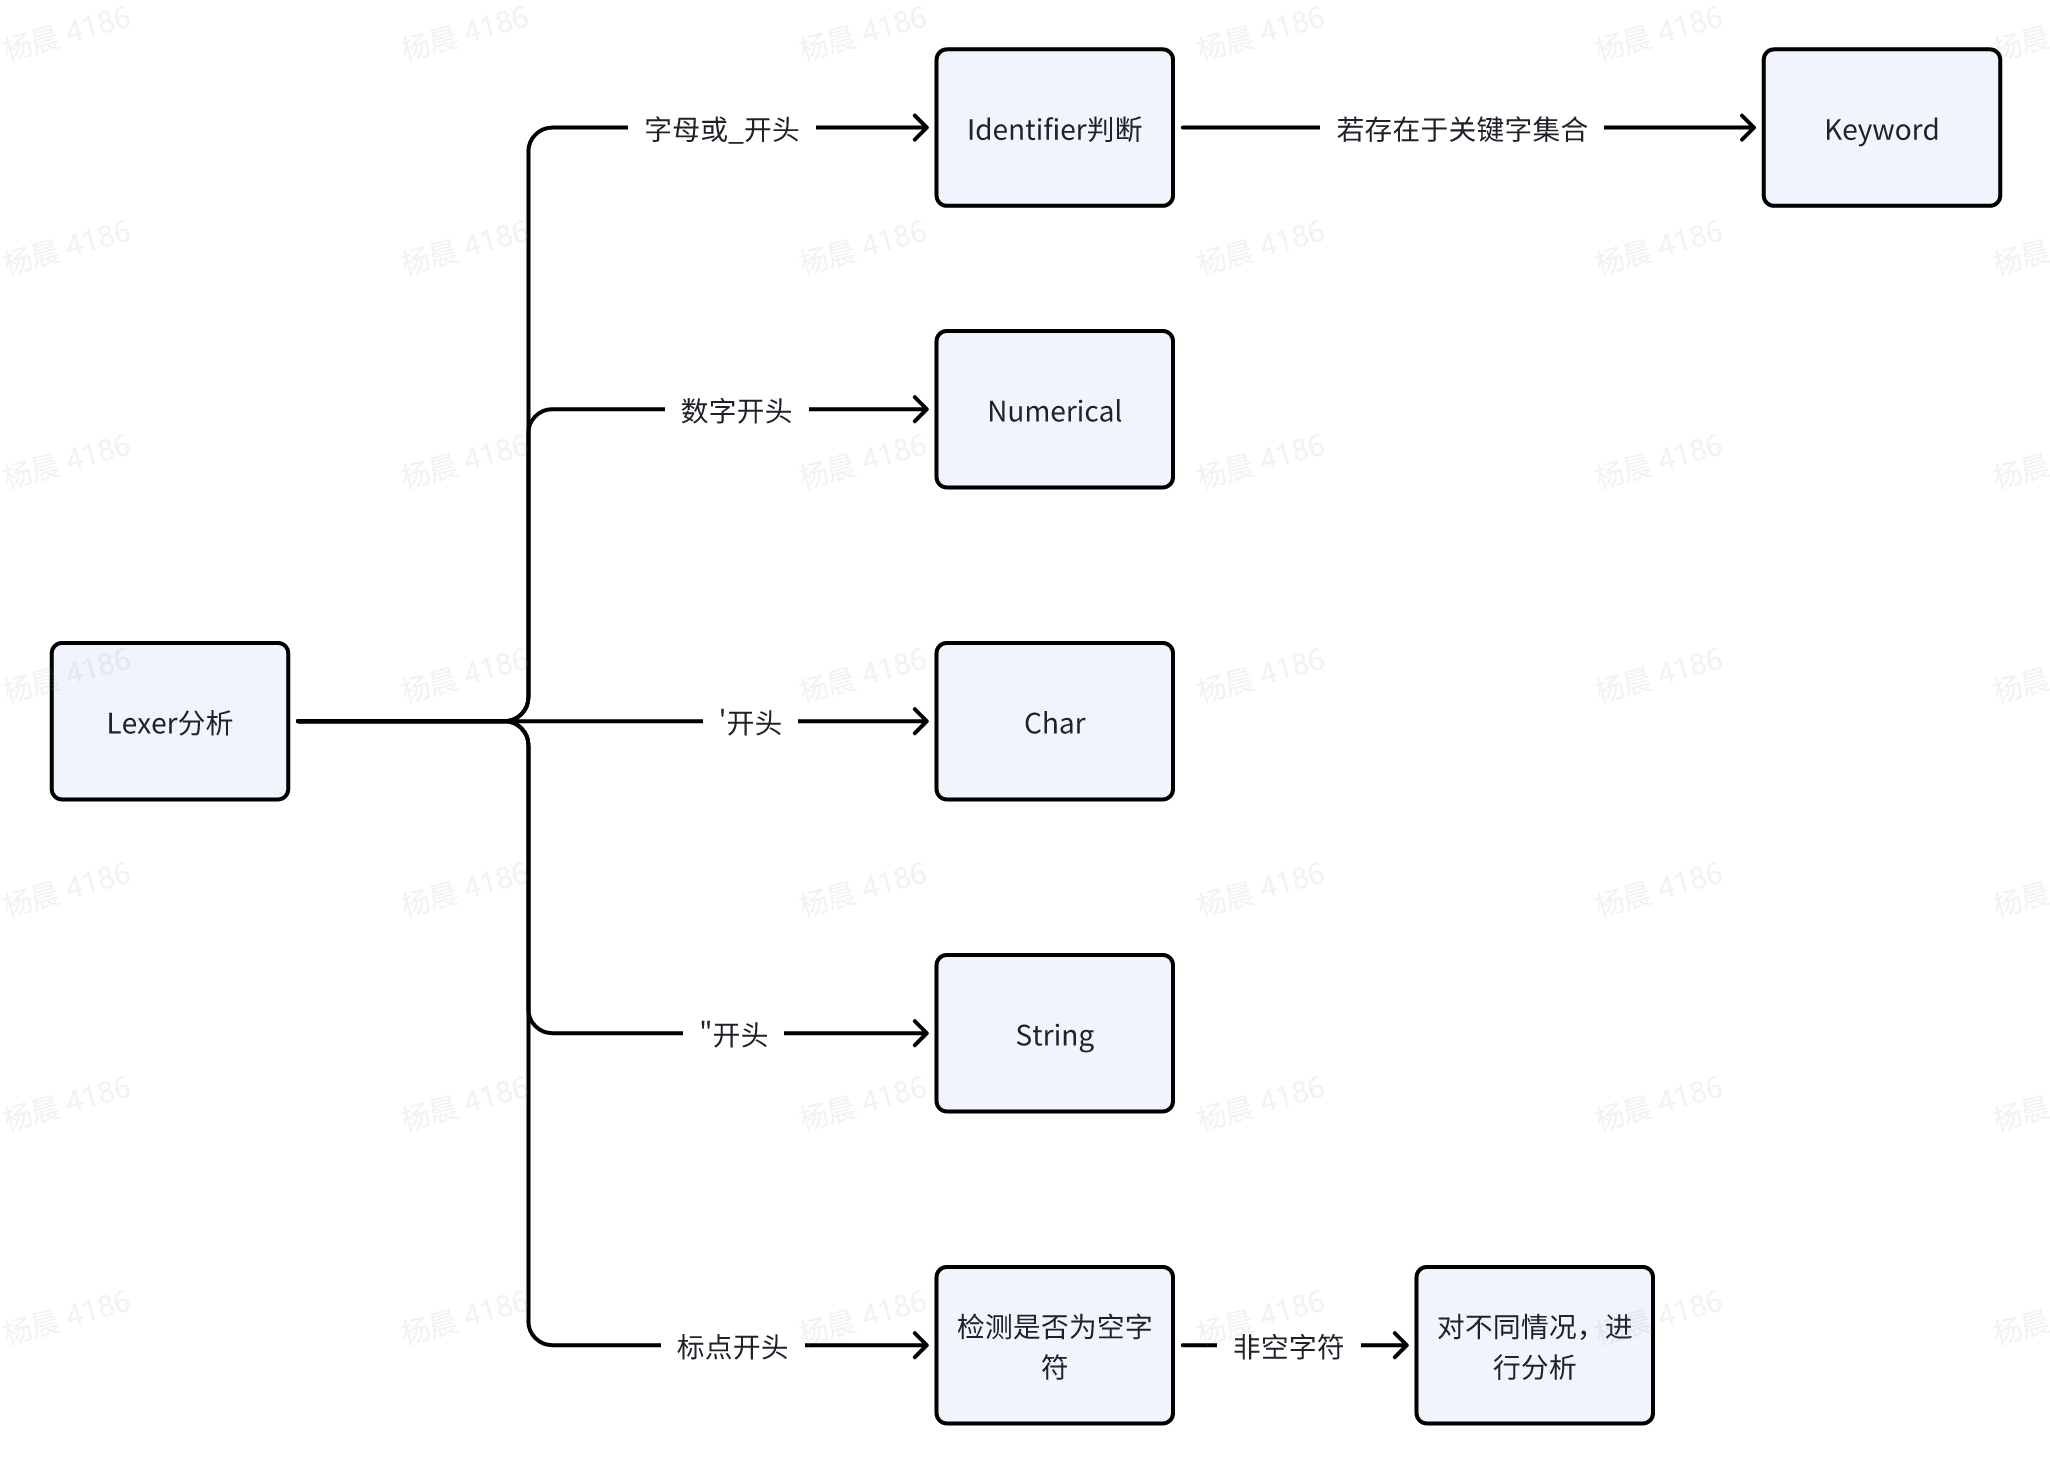 字母或_开头
Identifier判断
若存在于关键字集合
Keyword
数字开头
Numerical
Lexer分析
'开头
Char
"开头
String
标点开头
检测是否为空字
符
非空字符
对不同情况，进
行分析
杨晨 4186